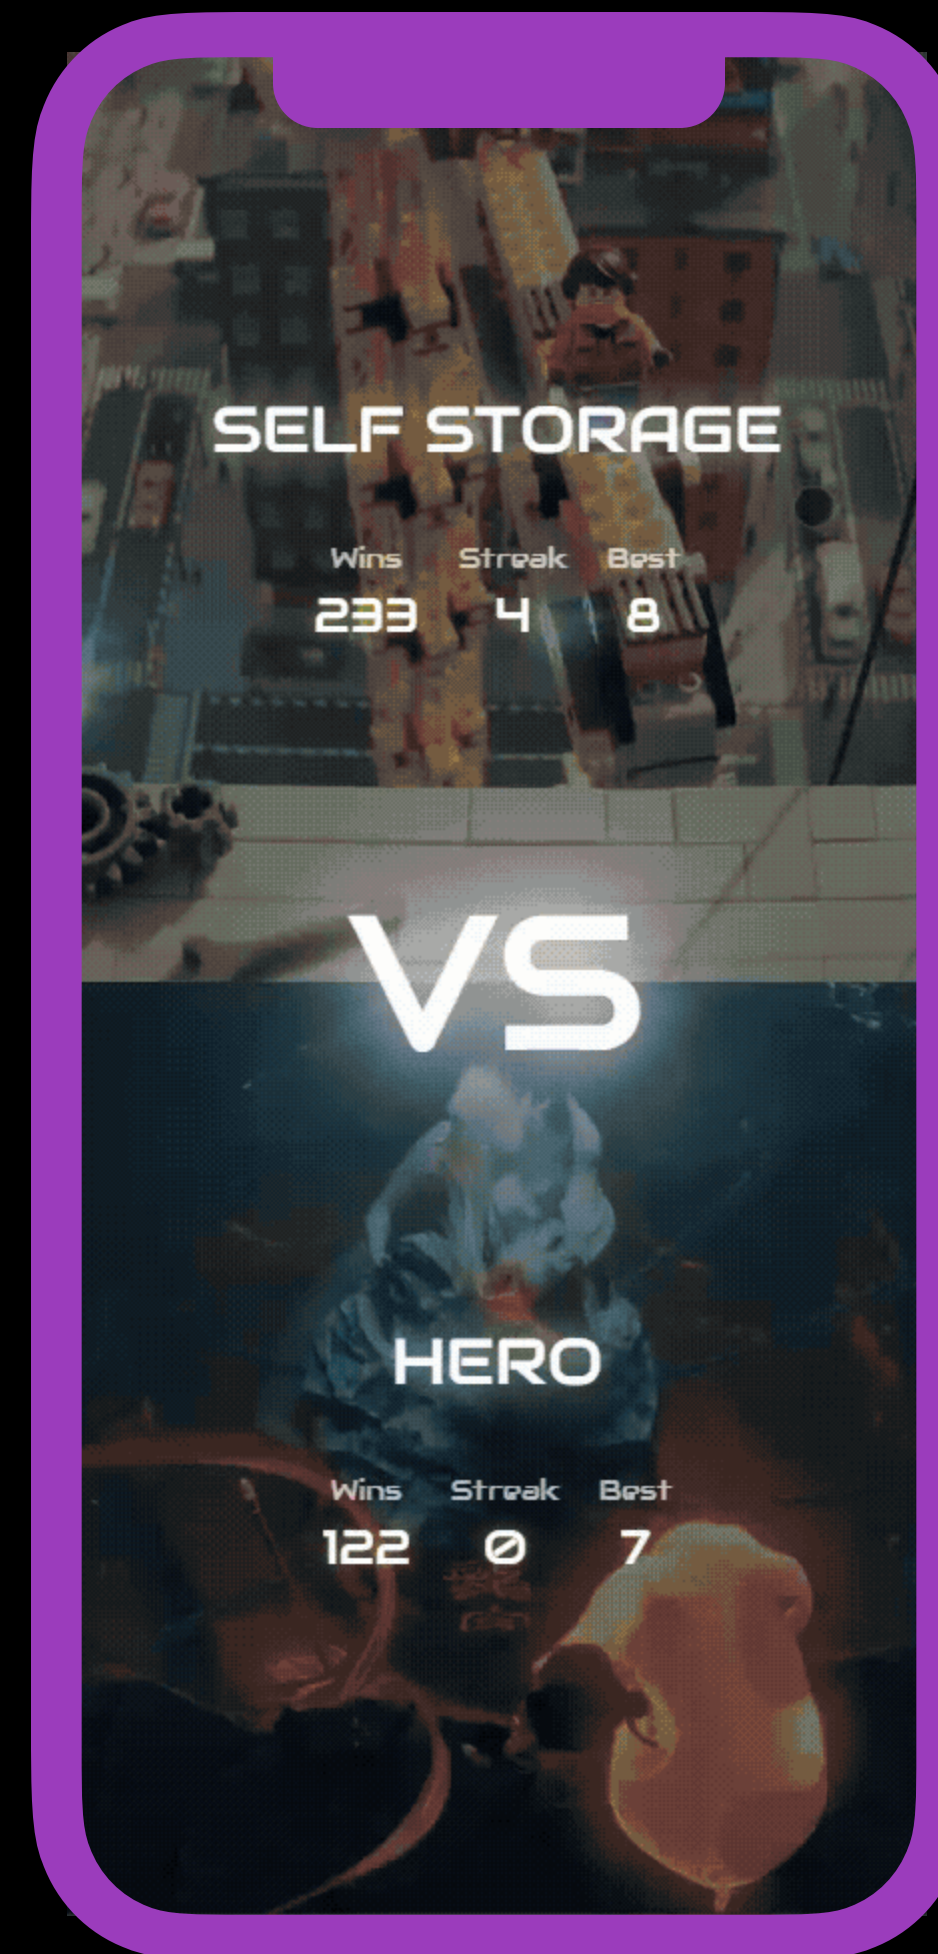 SELF STORAGE
Wins Streak Best
233 4 8
VS
HERO
Wins Streak Best
122 0 7